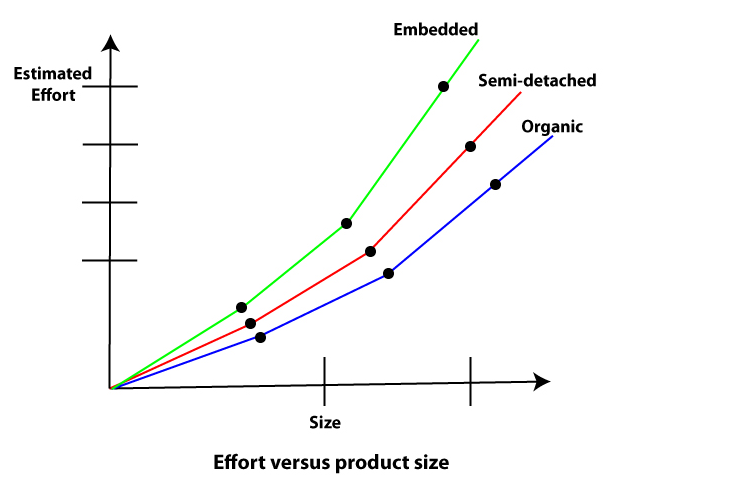 Embedded
Estimated
Effort
Semi-detached
Organic
Size
Effort versus product size